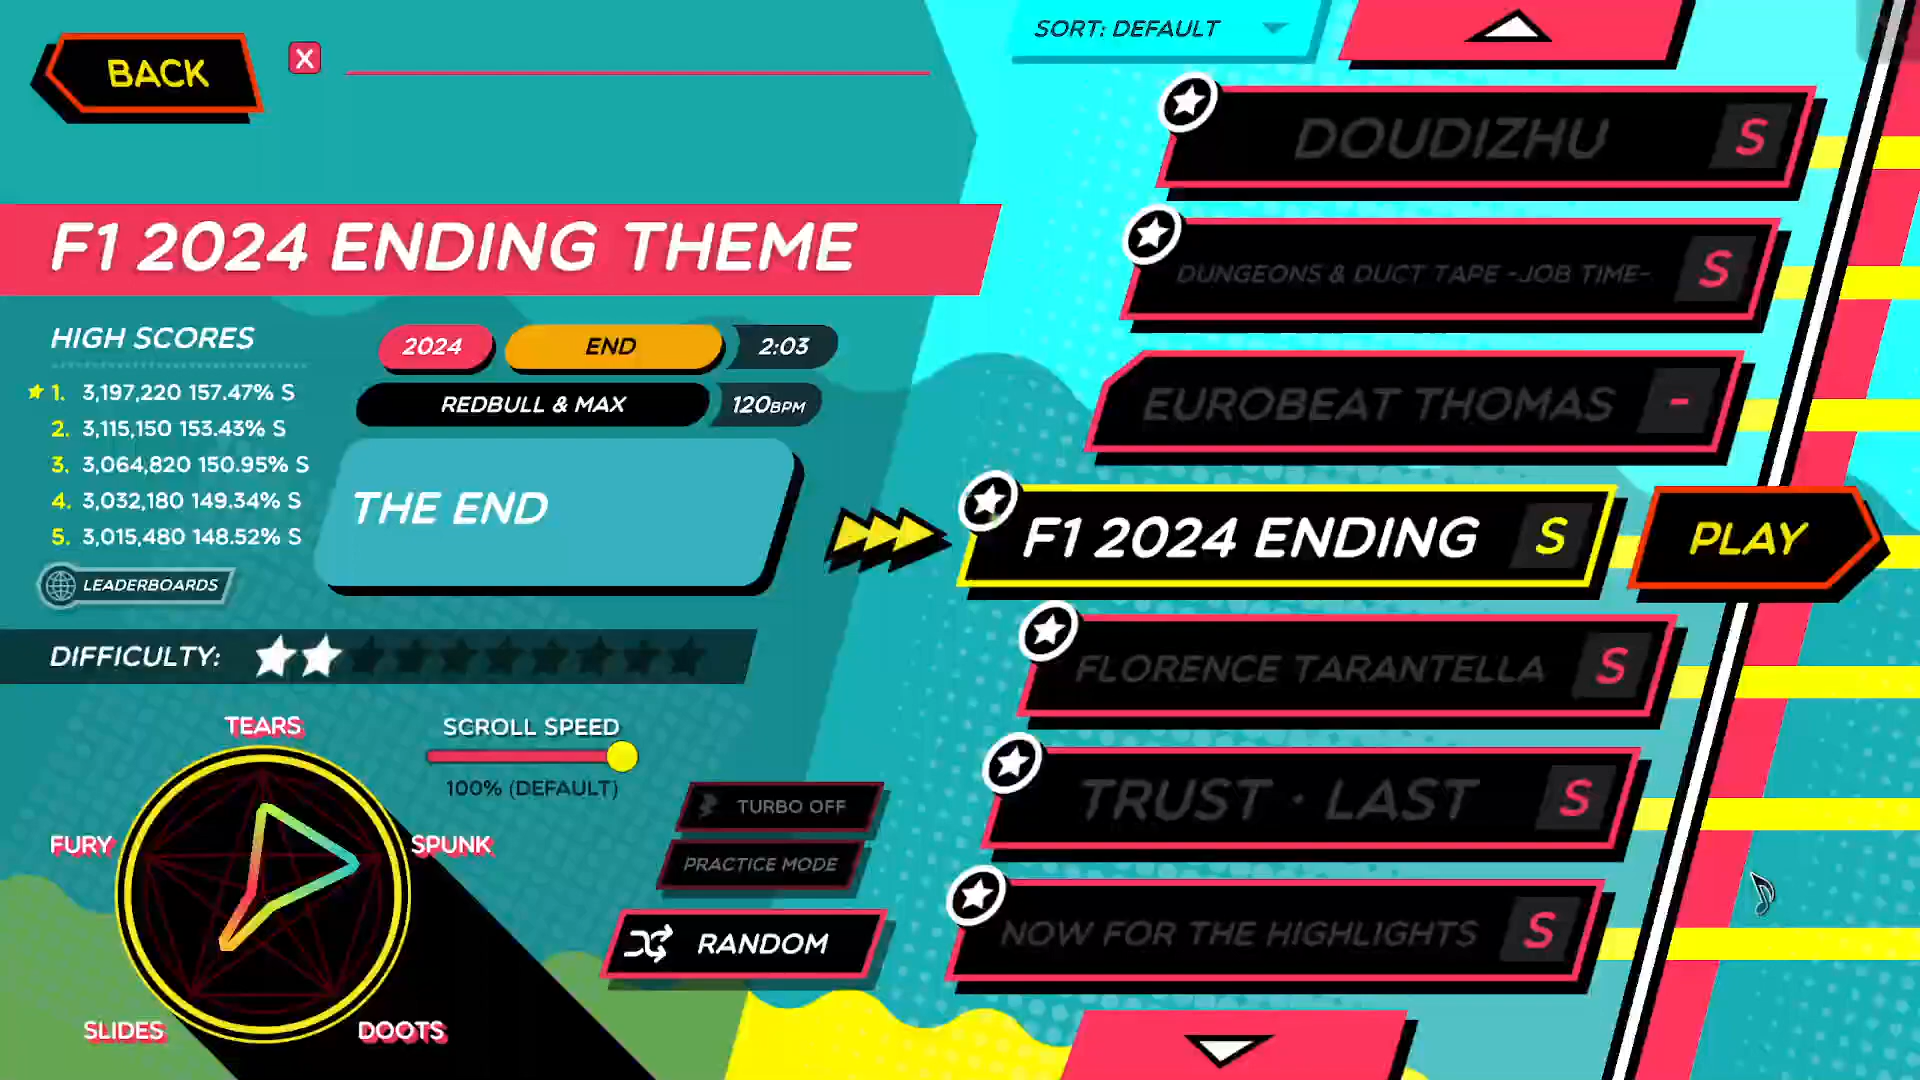 BACK
X
SORT: DEFAULT
F1 2024 ENDING THEME
HIGH SCORES
1. 3,197,220 157.47% S
2. 3,115,150 153.43% S
3. 3,064,820 150.95% S
4. 3,032,180 149.34% S
5. 3,015,480 148.52% S
LEADERBOARDS
2024
END
2:03
REDBULL & MAX
120BPM
THE END
DIFFICULTY:
TEARS
FURY
SPUNK
SLIDES
DOOTS
SCROLL SPEED
100% (DEFAULT)
TURBO OFF
PRACTICE MODE
RANDOM
DOUDIZHU S
DUNGEONS & DUCT TAPE -JOB TIME- S
EUROBEAT THOMAS -
F1 2024 ENDING S
PLAY
FLORENCE TARANTELLA S
TRUST · LAST S
NOW FOR THE HIGHLIGHTS S